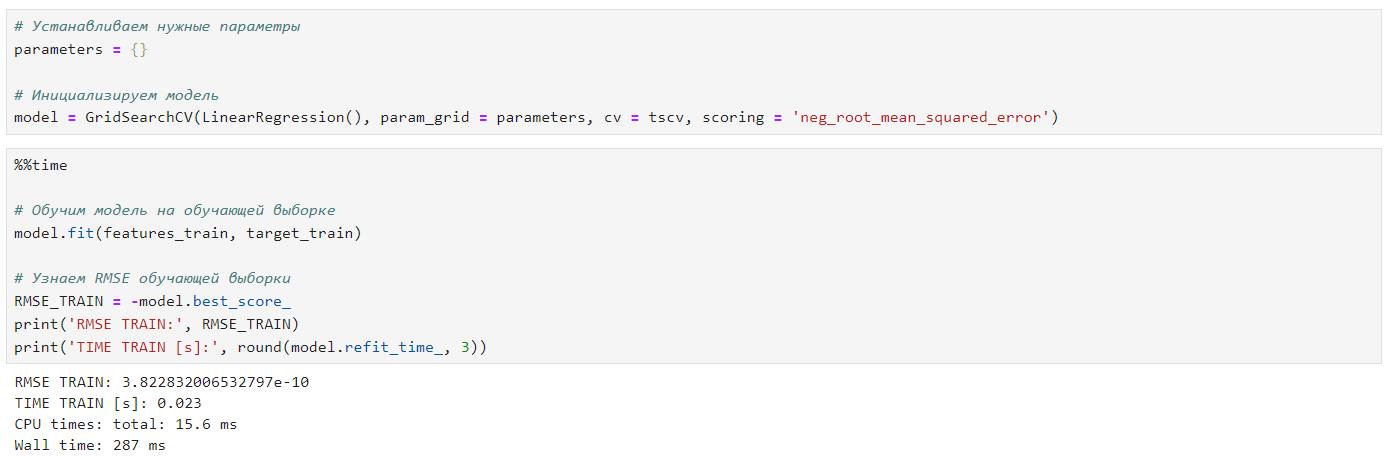 # Устанавливаем нужные параметры
parameters = {}
# Инициализируем модель
model = GridSearchCV(LinearRegression(), param_grid = parameters, cv = tscv, scoring = 'neg_root_mean_squared_error')
%%time
# Обучим модель на обучающей выборке
model.fit(features_train, target_train)
# Узнаем RMSE обучающей выборки
RMSE_TRAIN = -model.best_score_
print('RMSE TRAIN:', RMSE_TRAIN)
print('TIME TRAIN [s]:', round(model.refit_time_, 3))
RMSE TRAIN: 3.822832006532797e-10
TIME TRAIN [s]: 0.023
CPU times: total: 15.6 ms
Wall time: 287 ms